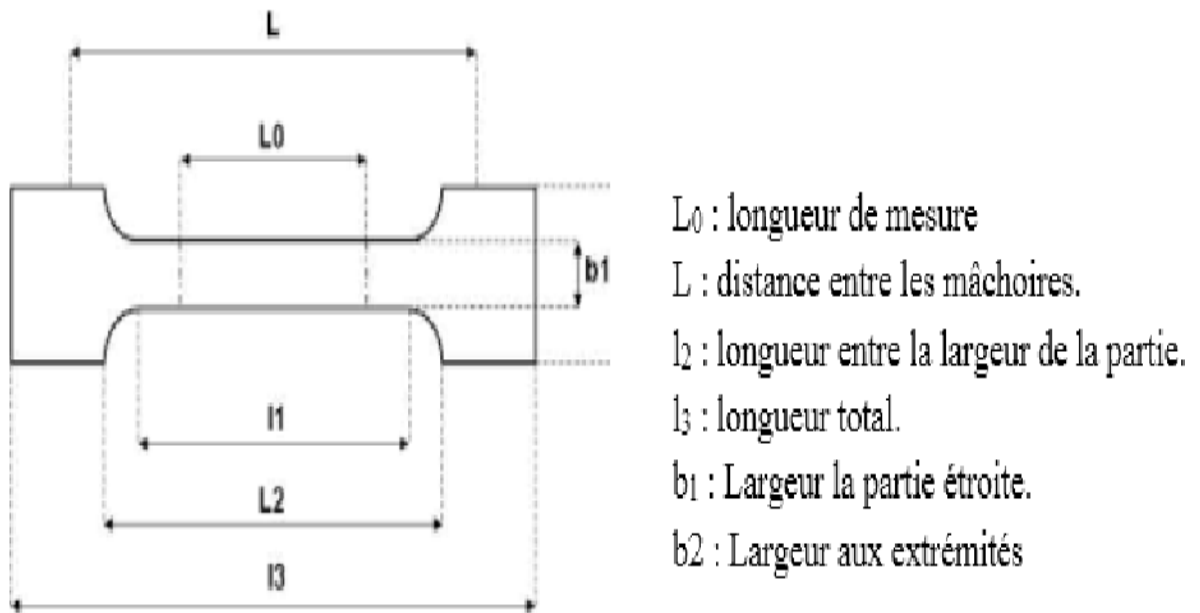 L
L0
b1
l1
L2
l3
L0 : longueur de mesure
L : distance entre les mâchoires.
l2 : longueur entre la largeur de la partie.
l3 : longueur total.
b1 : Largeur la partie étroite.
b2 : Largeur aux extrémités